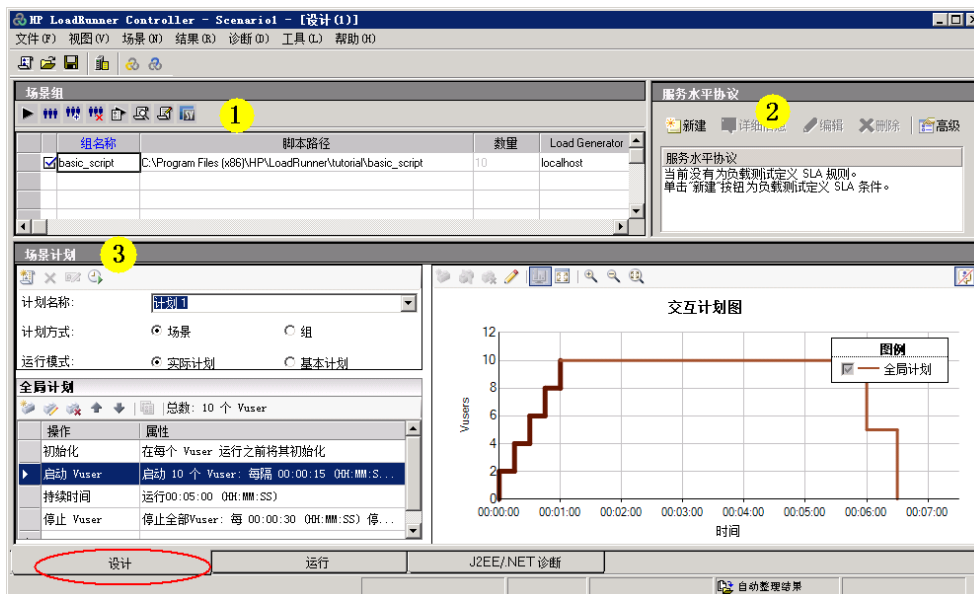 HP LoadRunner Controller - Scenario1 - [设计(1)]
文件(F) 视图(V) 场景(N) 结果(R) 诊断(D) 工具(L) 帮助(H)
场景组
1
组名称 脚本路径 数量 Load Generator
basic_script C:\Program Files (x86)\HP\LoadRunner\tutorial\basic_script 10 localhost
服务水平协议
2
新建 详细 编辑 删除 高级
服务水平协议
当前没有为负载测试定义 SLA 规则。
单击"新建"按钮为负载测试定义 SLA 条件。
场景计划
3
计划名称: 计划 1
计划方式: 场景 组
运行模式: 实际计划 基本计划
全局计划
总数: 10 个 Vuser
操作 属性
初始化 在每个 Vuser 运行之前将其初始化
启动 Vuser 启动 10 个 Vuser: 每隔 00:00:15 (HH:MM:S...
持续时间 运行00:05:00 (HH:MM:SS)
停止 Vuser 停止全部Vuser: 每 00:00:30 (HH:MM:SS) 停...
交互计划图
图例
全局计划
Vusers
12
10
8
6
4
2
0
00:00:00 00:01:00 00:02:00 00:03:00 00:04:00 00:05:00 00:06:00 00:07:00
时间
设计 运行 J2EE/.NET 诊断
自动整理结果